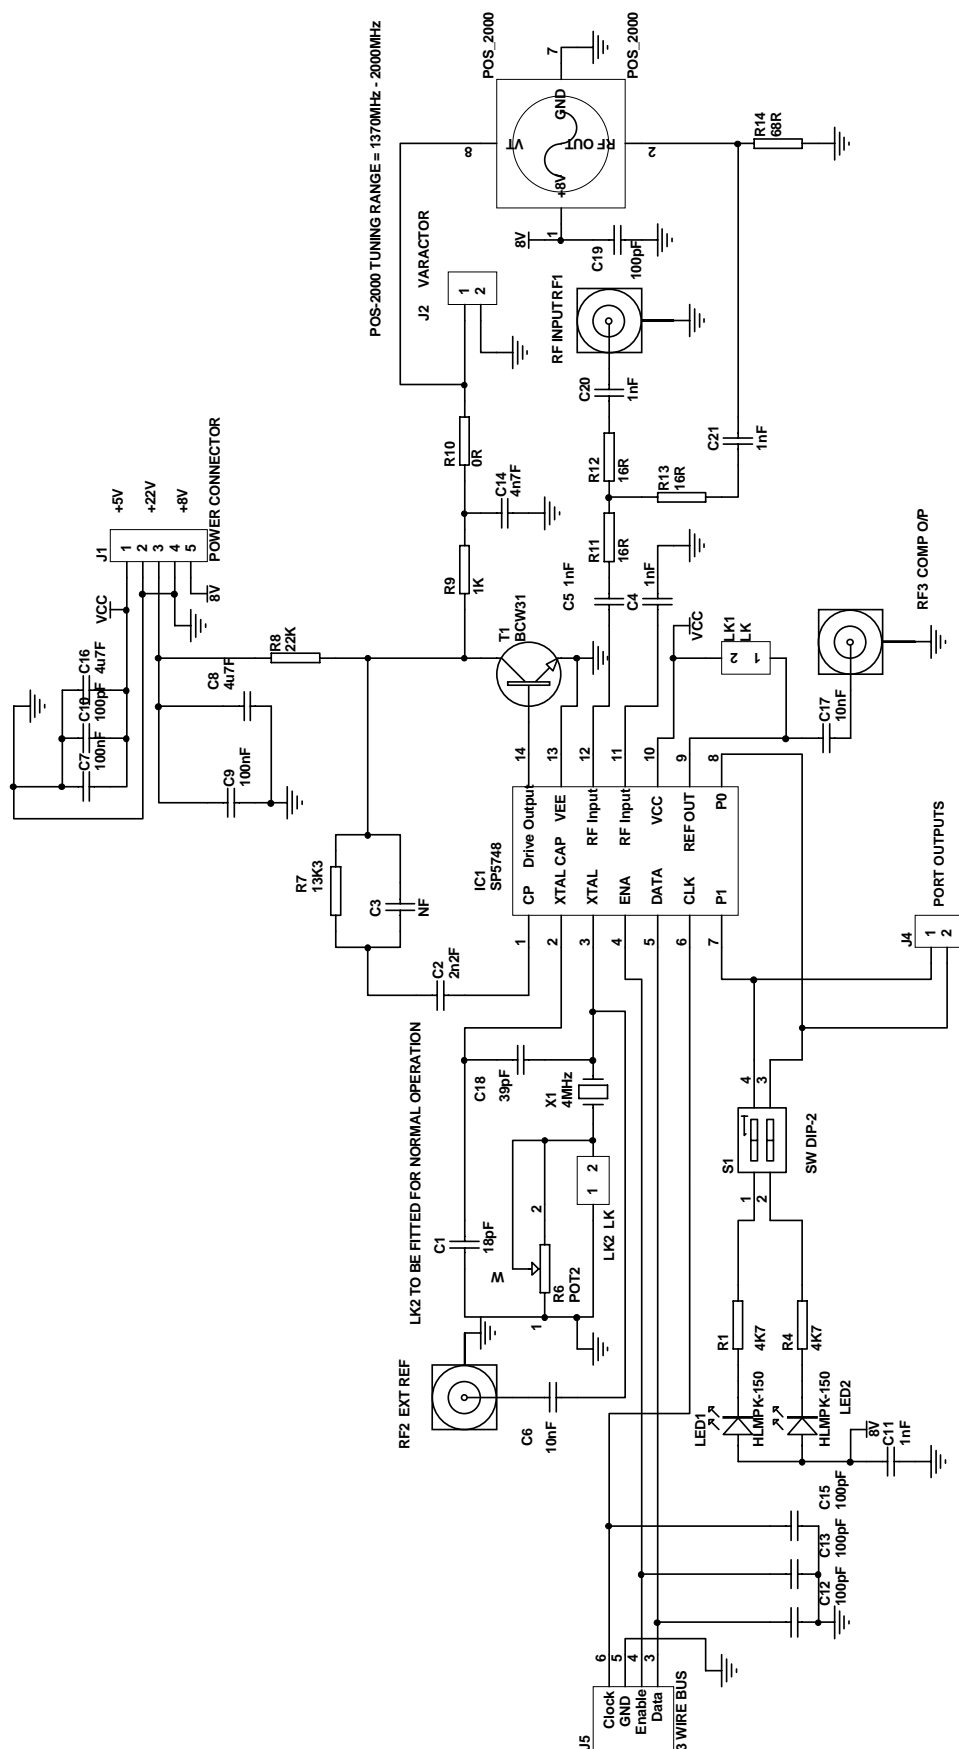 POS_2000
POS_2000
7
GND
VT
RF OUT
+8V
8
2
1
8V
C19
100pF
R14
68R
POS-2000 TUNING RANGE = 1370MHz - 2000MHz
J2
VARACTOR
1
2
RF INPUT RF1
C20
1nF
R12
16R
R13
16R
C21
1nF
R11
16R
C5
1nF
C4
1nF
R10
0R
C14
4n7F
R9
1K
T1
BCW31
J1
POWER CONNECTOR
+5V
+22V
+8V
1
2
3
4
5
VCC
8V
R8
22K
C16
4u7F
C10
100pF
C7
100nF
C8
4u7F
C9
100nF
R7
13K3
C3
NF
C2
2n2F
IC1
SP5748
CP
Drive Output
XTAL CAP
VEE
XTAL
RF Input
ENA
RF Input
DATA
VCC
CLK
REF OUT
P1
P0
14
13
12
11
10
9
8
1
2
3
4
5
6
7
VCC
LK1
LK
2
1
C17
10nF
RF3 COMP O/P
J4
PORT OUTPUTS
1
2
LK2 TO BE FITTED FOR NORMAL OPERATION
C18
39pF
X1
4MHz
C1
18pF
W
2
1
R6
POT2
1
2
LK2
LK
RF2 EXT REF
C6
10nF
S1
SW DIP-2
4
3
1
2
R1
4K7
R4
4K7
LED1
HLMPK-150
HLMPK-150
LED2
8V
C11
1nF
C15
100pF
C13
100pF
C12
100pF
J5
3 WIRE BUS
Clock
GND
Enable
Data
6
5
4
3